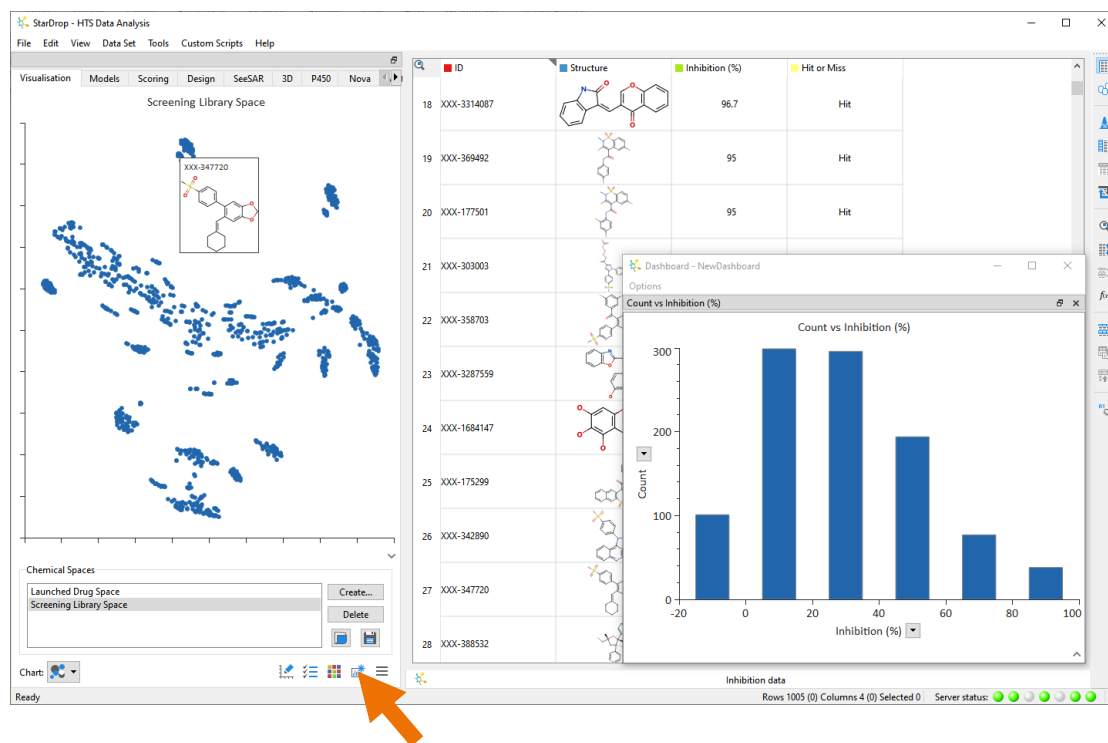 StarDrop - HTS Data Analysis
File Edit View Data Set Tools Custom Scripts Help
Visualisation Models Scoring Design SeeSAR 3D P450 Nova
Screening Library Space
XXX-347720
Chemical Spaces
Launched Drug Space
Screening Library Space
Create...
Delete
Chart:
Ready
ID Structure Inhibition (%) Hit or Miss
18 XXX-3314087 96.7 Hit
19 XXX-369492 95 Hit
20 XXX-177501 95 Hit
21 XXX-303003
22 XXX-358703
23 XXX-3287559
24 XXX-1684147
25 XXX-175299
26 XXX-342890
27 XXX-347720
28 XXX-388532
Dashboard - NewDashboard
Options
Count vs Inhibition (%)
Count vs Inhibition (%)
300
200
Count
100
0
-20 0 20 40 60 80 100
Inhibition (%)
Inhibition data
Rows 1005 (0) Columns 4 (0) Selected 0 Server status: